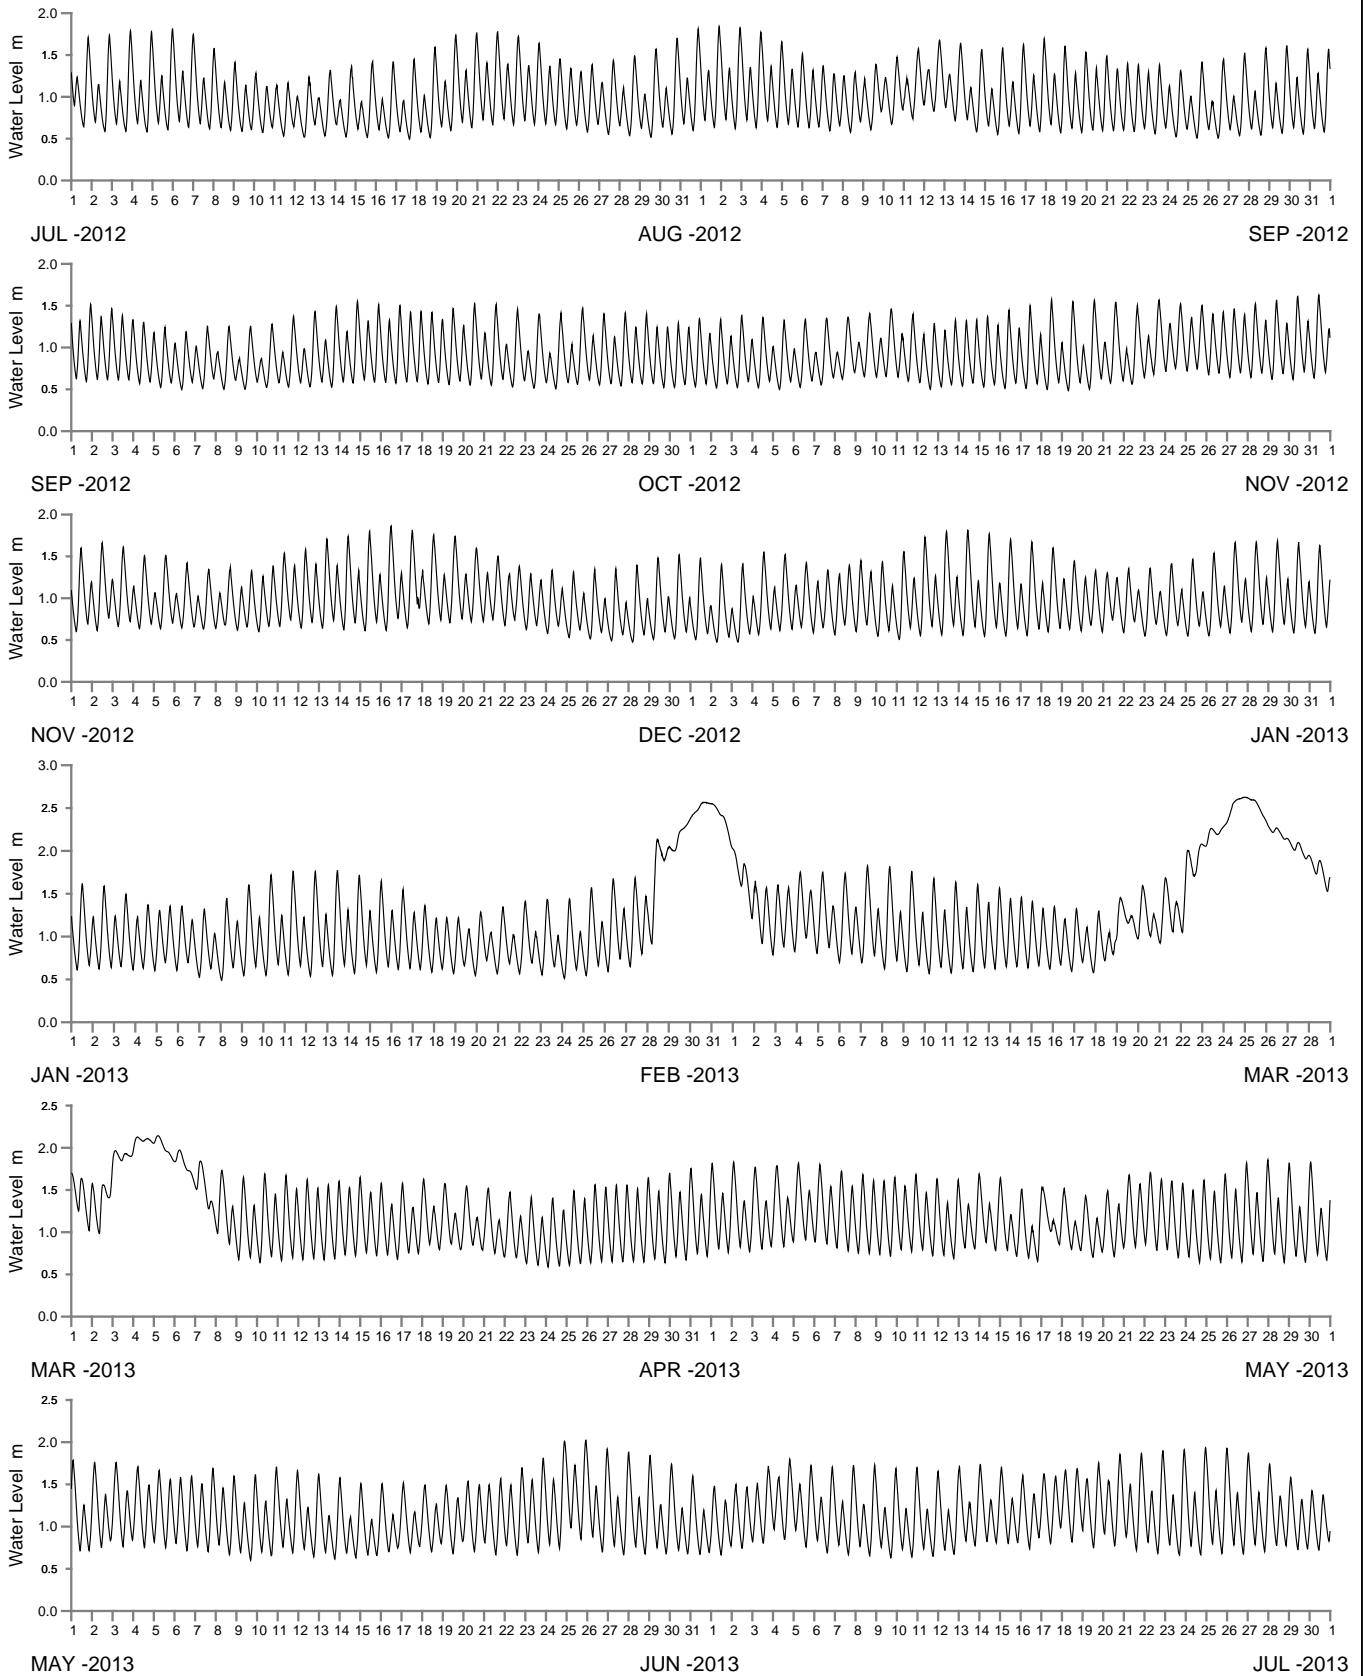 Water Level m
2.0
1.5
1.0
0.5
0.0
1 2 3 4 5 6 7 8 9 10 11 12 13 14 15 16 17 18 19 20 21 22 23 24 25 26 27 28 29 30 31 1 2 3 4 5 6 7 8 9 10 11 12 13 14 15 16 17 18 19 20 21 22 23 24 25 26 27 28 29 30 31 1
JUL -2012 AUG -2012 SEP -2012
Water Level m
2.0
1.5
1.0
0.5
0.0
1 2 3 4 5 6 7 8 9 10 11 12 13 14 15 16 17 18 19 20 21 22 23 24 25 26 27 28 29 30 1 2 3 4 5 6 7 8 9 10 11 12 13 14 15 16 17 18 19 20 21 22 23 24 25 26 27 28 29 30 31 1
SEP -2012 OCT -2012 NOV -2012
Water Level m
2.0
1.5
1.0
0.5
0.0
1 2 3 4 5 6 7 8 9 10 11 12 13 14 15 16 17 18 19 20 21 22 23 24 25 26 27 28 29 30 1 2 3 4 5 6 7 8 9 10 11 12 13 14 15 16 17 18 19 20 21 22 23 24 25 26 27 28 29 30 31 1
NOV -2012 DEC -2012 JAN -2013
Water Level m
3.0
2.5
2.0
1.5
1.0
0.5
0.0
1 2 3 4 5 6 7 8 9 10 11 12 13 14 15 16 17 18 19 20 21 22 23 24 25 26 27 28 29 30 31 1 2 3 4 5 6 7 8 9 10 11 12 13 14 15 16 17 18 19 20 21 22 23 24 25 26 27 28 1
JAN -2013 FEB -2013 MAR -2013
Water Level m
2.5
2.0
1.5
1.0
0.5
0.0
1 2 3 4 5 6 7 8 9 10 11 12 13 14 15 16 17 18 19 20 21 22 23 24 25 26 27 28 29 30 31 1 2 3 4 5 6 7 8 9 10 11 12 13 14 15 16 17 18 19 20 21 22 23 24 25 26 27 28 29 30 1
MAR -2013 APR -2013 MAY -2013
Water Level m
2.5
2.0
1.5
1.0
0.5
0.0
1 2 3 4 5 6 7 8 9 10 11 12 13 14 15 16 17 18 19 20 21 22 23 24 25 26 27 28 29 30 31 1 2 3 4 5 6 7 8 9 10 11 12 13 14 15 16 17 18 19 20 21 22 23 24 25 26 27 28 29 30 1
MAY -2013 JUN -2013 JUL -2013